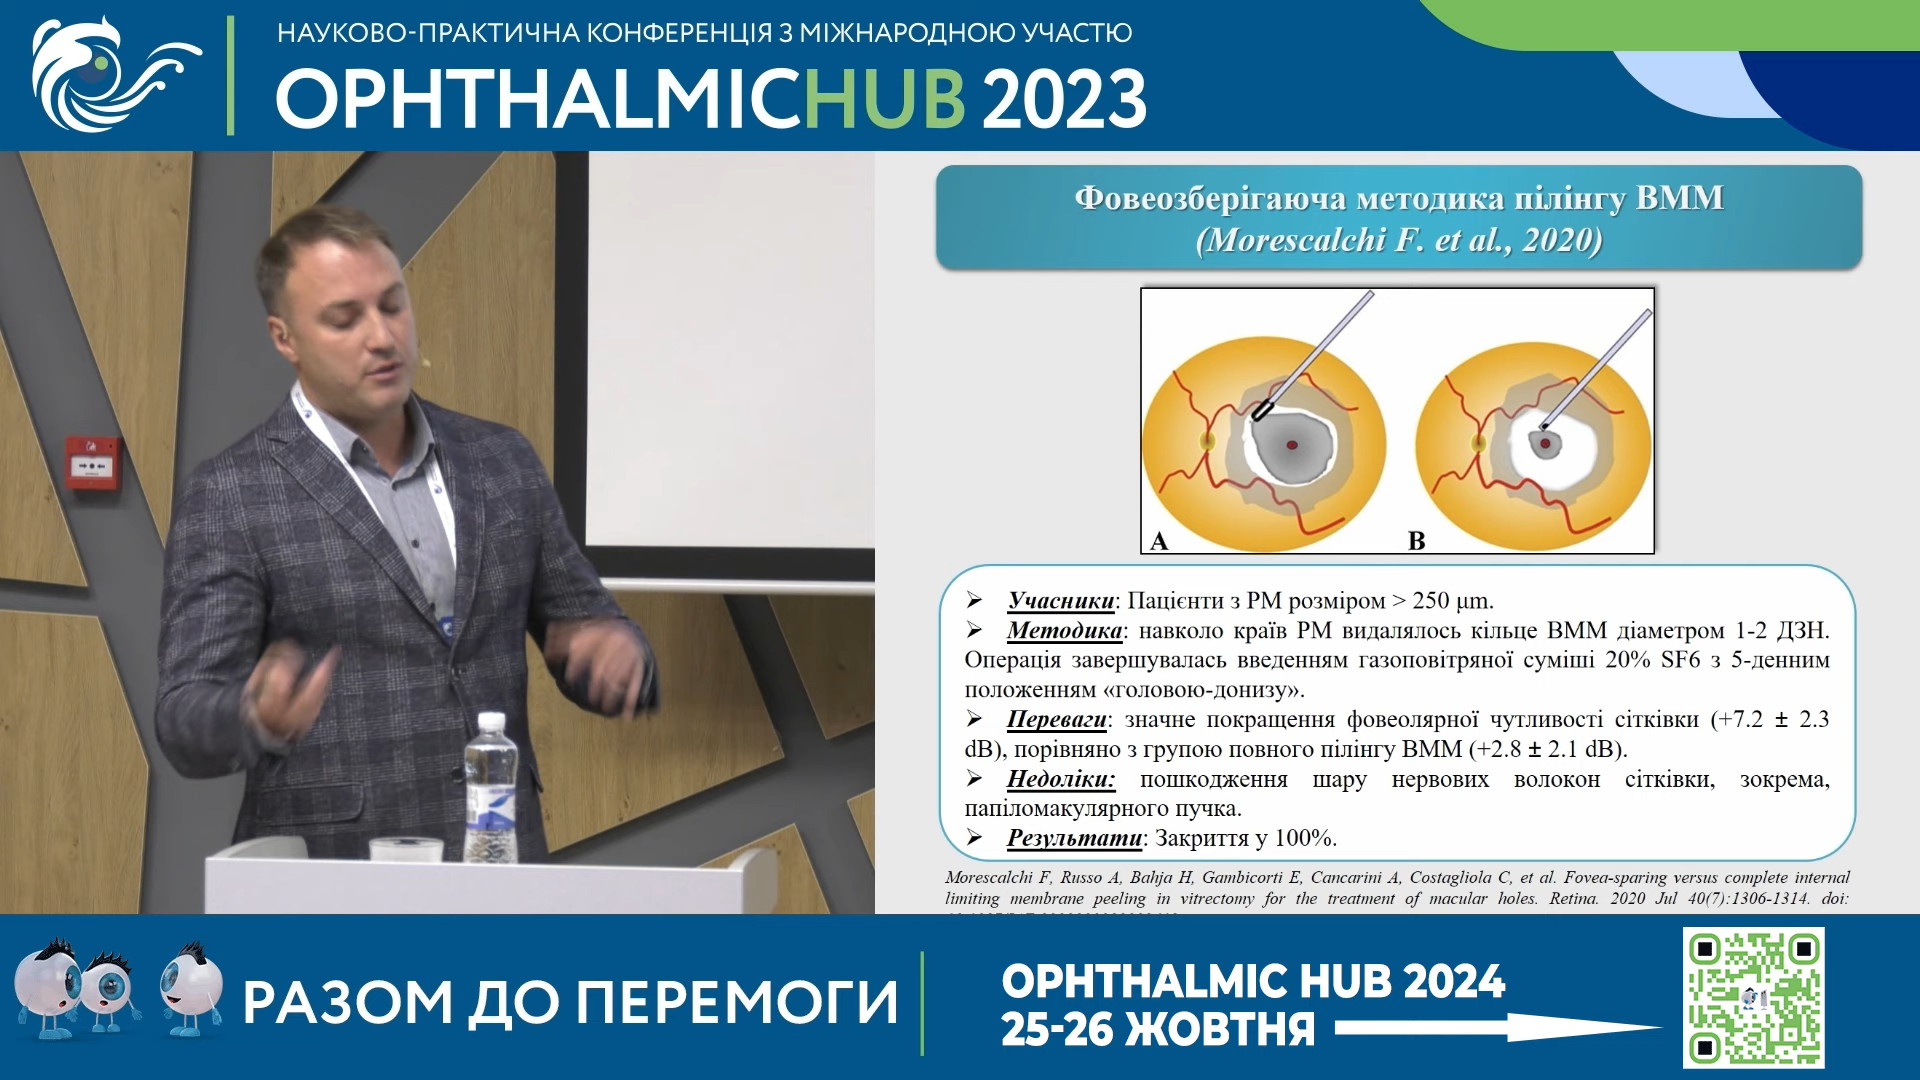 НАУКОВО-ПРАКТИЧНА КОНФЕРЕНЦІЯ З МІЖНАРОДНОЮ УЧАСТЮ
OPHTHALMICHUB 2023
Фовеозберігаюча методика пілінгу ВММ
(Morescalchi F. et al., 2020)
A
B
➢ Учасники: Пацієнти з РМ розміром > 250 μm.
➢ Методика: навколо країв РМ видалялось кільце ВММ діаметром 1-2 ДЗН.
Операція завершувалась введенням газоповітряної суміші 20% SF6 з 5-денним
положенням «головою-донизу».
➢ Переваги: значне покращення фовеолярної чутливості сітківки (+7.2 ± 2.3
dB), порівняно з групою повного пілінгу ВММ (+2.8 ± 2.1 dB).
➢ Недоліки: пошкодження шару нервових волокон сітківки, зокрема,
папіломакулярного пучка.
➢ Результати: Закриття у 100%.
Morescalchi F, Russo A, Bahja H, Gambicorti E, Cancarini A, Costagliola C, et al. Fovea-sparing versus complete internal
limiting membrane peeling in vitrectomy for the treatment of macular holes. Retina. 2020 Jul 40(7):1306-1314. doi:
РАЗОМ ДО ПЕРЕМОГИ
OPHTHALMIC HUB 2024
25-26 ЖОВТНЯ